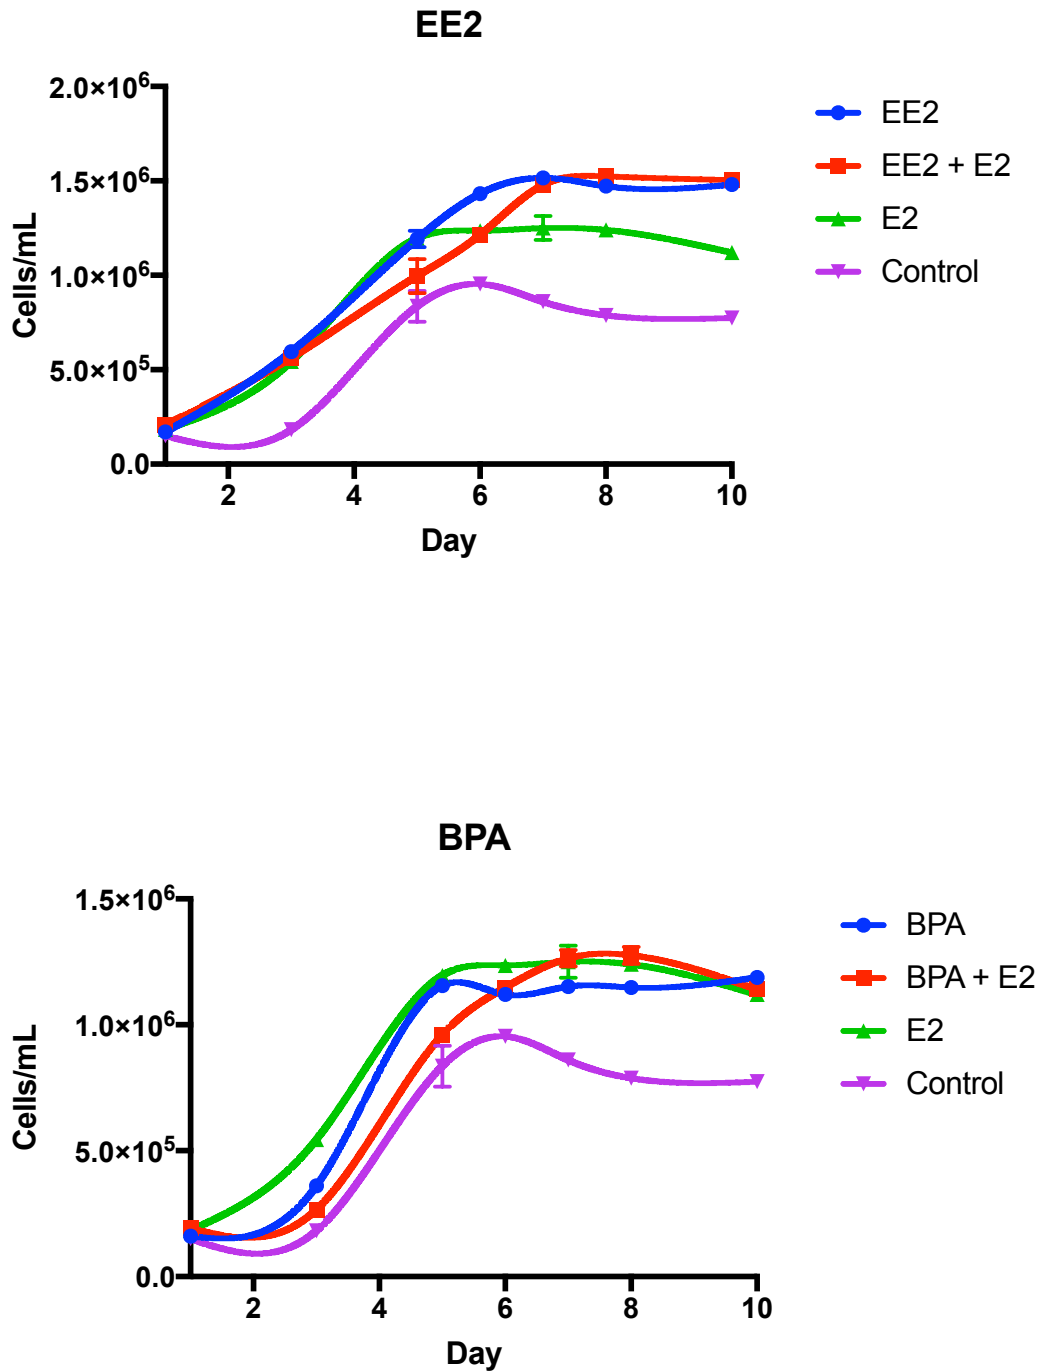 EE2
2.0×10⁶
1.5×10⁶
1.0×10⁶
5.0×10⁵
0.0
Cells/mL
2 4 6 8 10
Day
EE2
EE2 + E2
E2
Control
BPA
1.5×10⁶
1.0×10⁶
5.0×10⁵
0.0
Cells/mL
2 4 6 8 10
Day
BPA
BPA + E2
E2
Control